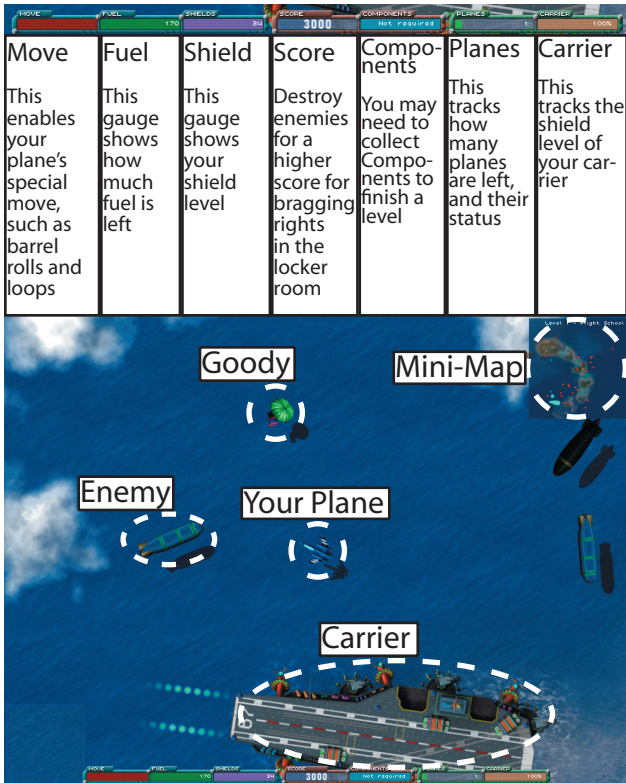 MOVE FUEL SHIELDS SCORE COMPONENTS PLANES CARRIER
170 34 3000 Not required 1 100%
Move
This
enables
your
plane's
special
move,
such as
barrel
rolls and
loops
Fuel
This
gauge
shows
how
much
fuel is
left
Shield
This
gauge
shows
your
shield
level
Score
Destroy
enemies
for a
higher
score for
bragging
rights
in the
locker
room
Compo-
nents
You may
need to
collect
Compo-
nents to
finish a
level
Planes
This
tracks
how
many
planes
are left,
and their
status
Carrier
This
tracks the
shield
level of
your car-
rier
Goody
Mini-Map
Enemy
Your Plane
Carrier
MOVE FUEL SHIELDS SCORE PLANES CARRIER
170 34 3000 Not required 1 100%